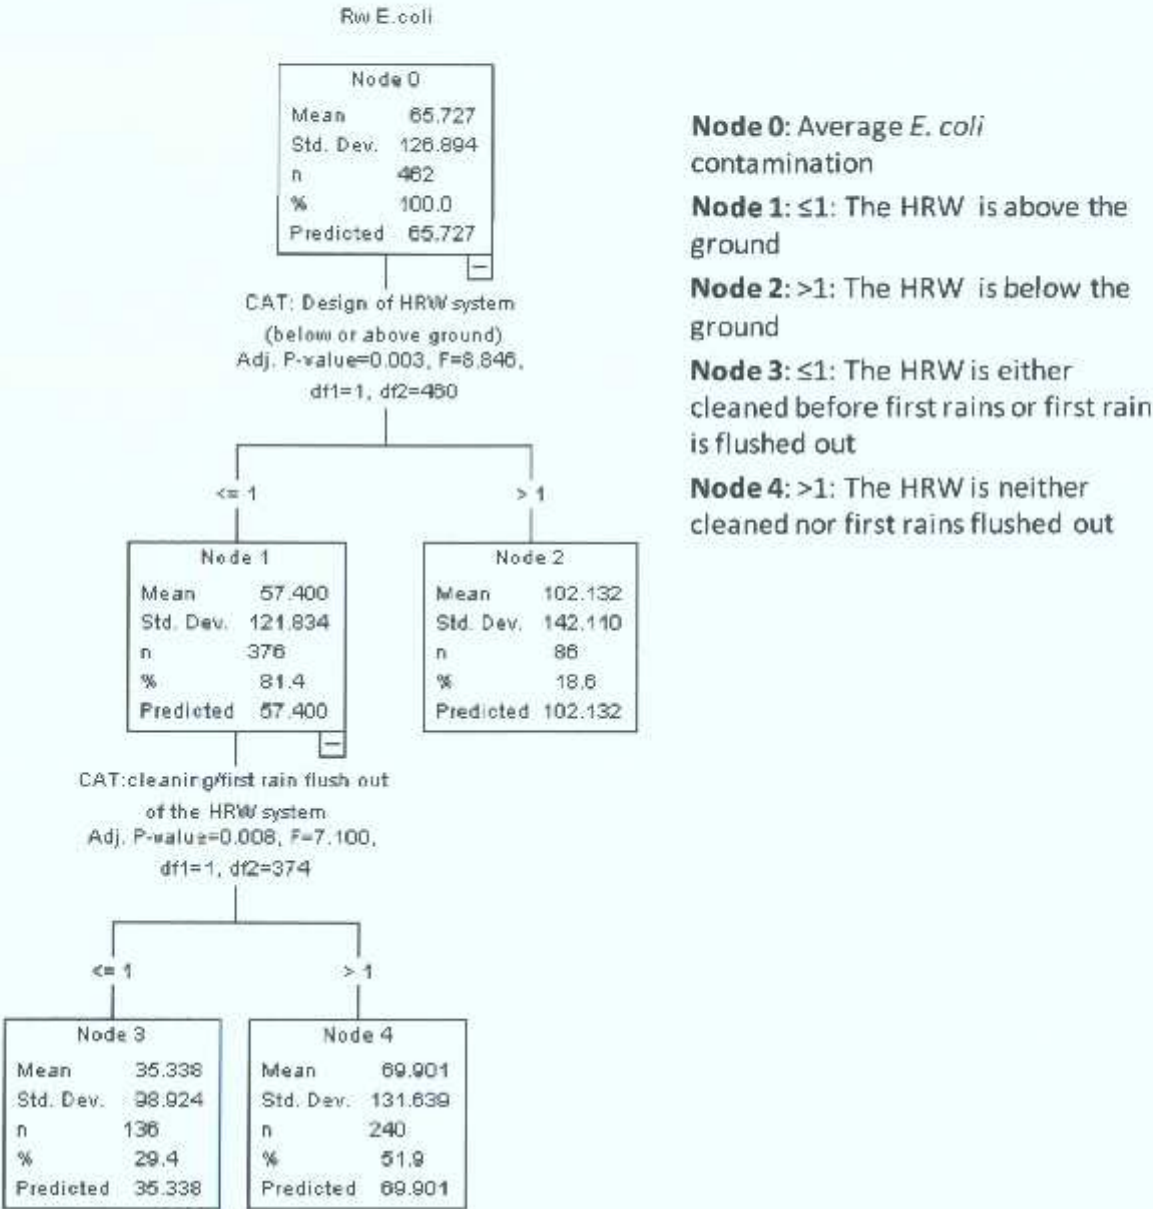 Rw E.coli
Node 0
Mean 65.727
Std. Dev. 126.894
n 462
% 100.0
Predicted 65.727
CAT: Design of HRW system
(below or above ground)
Adj. P-value=0.003, F=8.846,
df1=1, df2=460
<= 1
> 1
Node 1
Mean 57.400
Std. Dev. 121.834
n 376
% 81.4
Predicted 57.400
Node 2
Mean 102.132
Std. Dev. 142.110
n 86
% 18.6
Predicted 102.132
CAT:cleaning/first rain flush out
of the HRW system
Adj. P-value=0.008, F=7.100,
df1=1, df2=374
<= 1
> 1
Node 3
Mean 35.338
Std. Dev. 98.924
n 136
% 29.4
Predicted 35.338
Node 4
Mean 69.901
Std. Dev. 131.639
n 240
% 51.9
Predicted 69.901
Node 0: Average E. coli
contamination
Node 1: ≤1: The HRW is above the
ground
Node 2: >1: The HRW is below the
ground
Node 3: ≤1: The HRW is either
cleaned before first rains or first rain
is flushed out
Node 4: >1: The HRW is neither
cleaned nor first rains flushed out